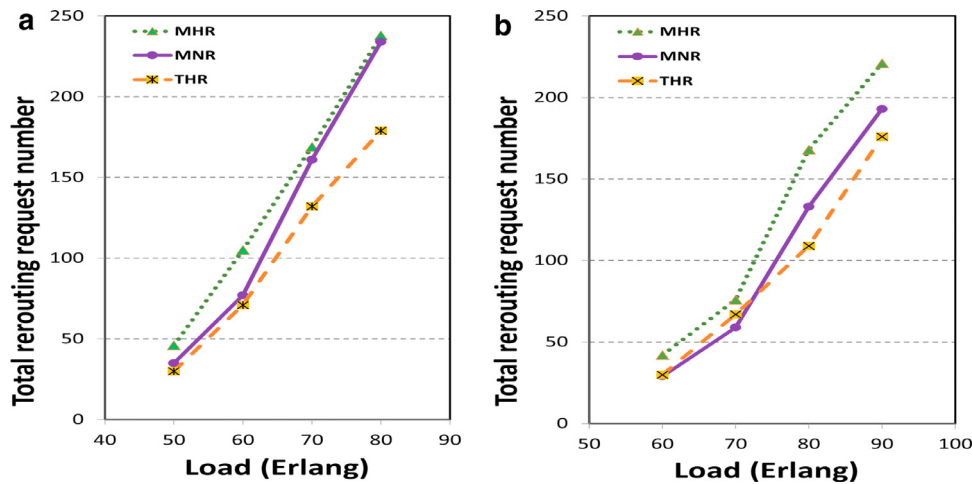 a
MHR
MNR
THR
Total rerouting request number
250
200
150
100
50
0
40 50 60 70 80 90
Load (Erlang)
b
MHR
MNR
THR
Total rerouting request number
250
200
150
100
50
0
50 60 70 80 90 100
Load (Erlang)